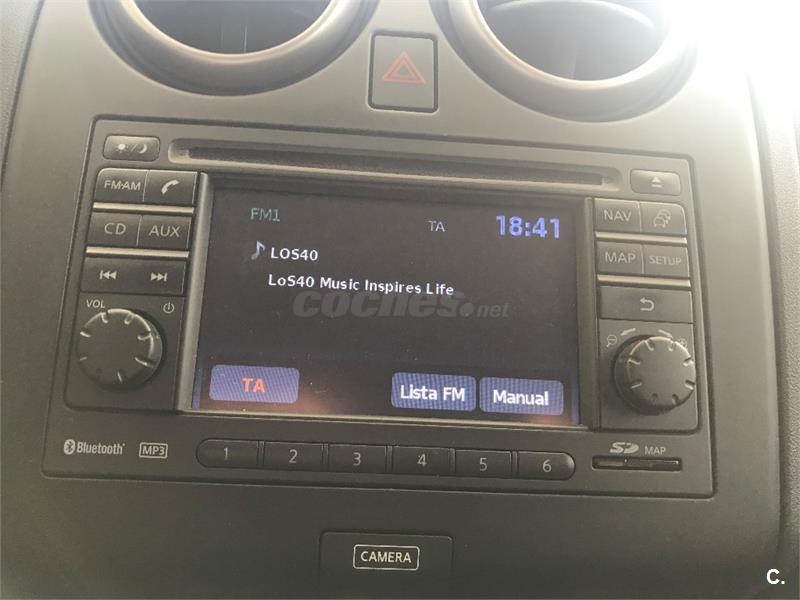 FM·AM
CD AUX
VOL
FM1 TA 18:41
LOS40
LoS40 Music Inspires Life
coches.net
TA Lista FM Manual
NAV
MAP SETUP
Bluetooth MP3 1 2 3 4 5 6 SD MAP
CAMERA
C.